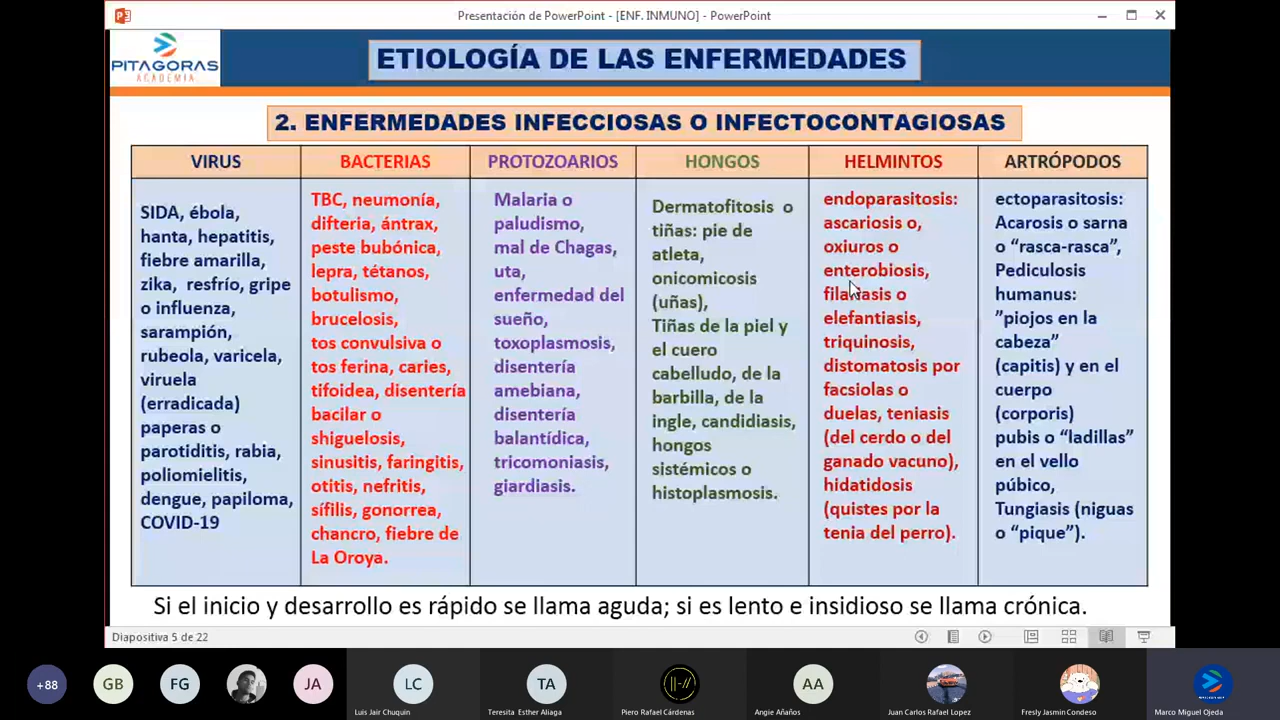 Presentación de PowerPoint - [ENF. INMUNO] - PowerPoint
PITAGORAS
ACADEMIA
ETIOLOGÍA DE LAS ENFERMEDADES
2. ENFERMEDADES INFECCIOSAS O INFECTOCONTAGIOSAS
VIRUS
SIDA, ébola,
hanta, hepatitis,
fiebre amarilla,
zika,  resfrío, gripe
o influenza,
sarampión,
rubeola, varicela,
viruela
(erradicada)
paperas o
parotiditis, rabia,
poliomielitis,
dengue, papiloma,
COVID-19
BACTERIAS
TBC, neumonía,
difteria, ántrax,
peste bubónica,
lepra, tétanos,
botulismo,
brucelosis,
tos convulsiva o
tos ferina, caries,
tifoidea, disentería
bacilar o
shiguelosis,
sinusitis, faringitis,
otitis, nefritis,
sífilis, gonorrea,
chancro, fiebre de
La Oroya.
PROTOZOARIOS
Malaria o
paludismo,
mal de Chagas,
uta,
enfermedad del
sueño,
toxoplasmosis,
disentería
amebiana,
disentería
balantídica,
tricomoniasis,
giardiasis.
HONGOS
Dermatofitosis  o
tiñas: pie de
atleta,
onicomicosis
(uñas),
Tiñas de la piel y
el cuero
cabelludo, de la
barbilla, de la
ingle, candidiasis,
hongos
sistémicos o
histoplasmosis.
HELMINTOS
endoparasitosis:
ascariosis o,
oxiuros o
enterobiosis,
filariasis o
elefantiasis,
triquinosis,
distomatosis por
facsiolas o
duelas, teniasis
(del cerdo o del
ganado vacuno),
hidatidosis
(quistes por la
tenia del perro).
ARTRÓPODOS
ectoparasitosis:
Acarosis o sarna
o “rasca-rasca”,
Pediculosis
humanus:
”piojos en la
cabeza”
(capitis) y en el
cuerpo
(corporis)
pubis o “ladillas”
en el vello
púbico,
Tungiasis (niguas
o “pique”).
Si el inicio y desarrollo es rápido se llama aguda; si es lento e insidioso se llama crónica.
Diapositiva 5 de 22
+88
GB
FG
JA
LC
TA
AA
Luis Jair Chuquin
Teresita Esther Aliaga
Piero Rafael Cárdenas
Angie Añaños
Juan Carlos Rafael Lopez
Fresly Jasmin Condeso
Marco Miguel Ojeda